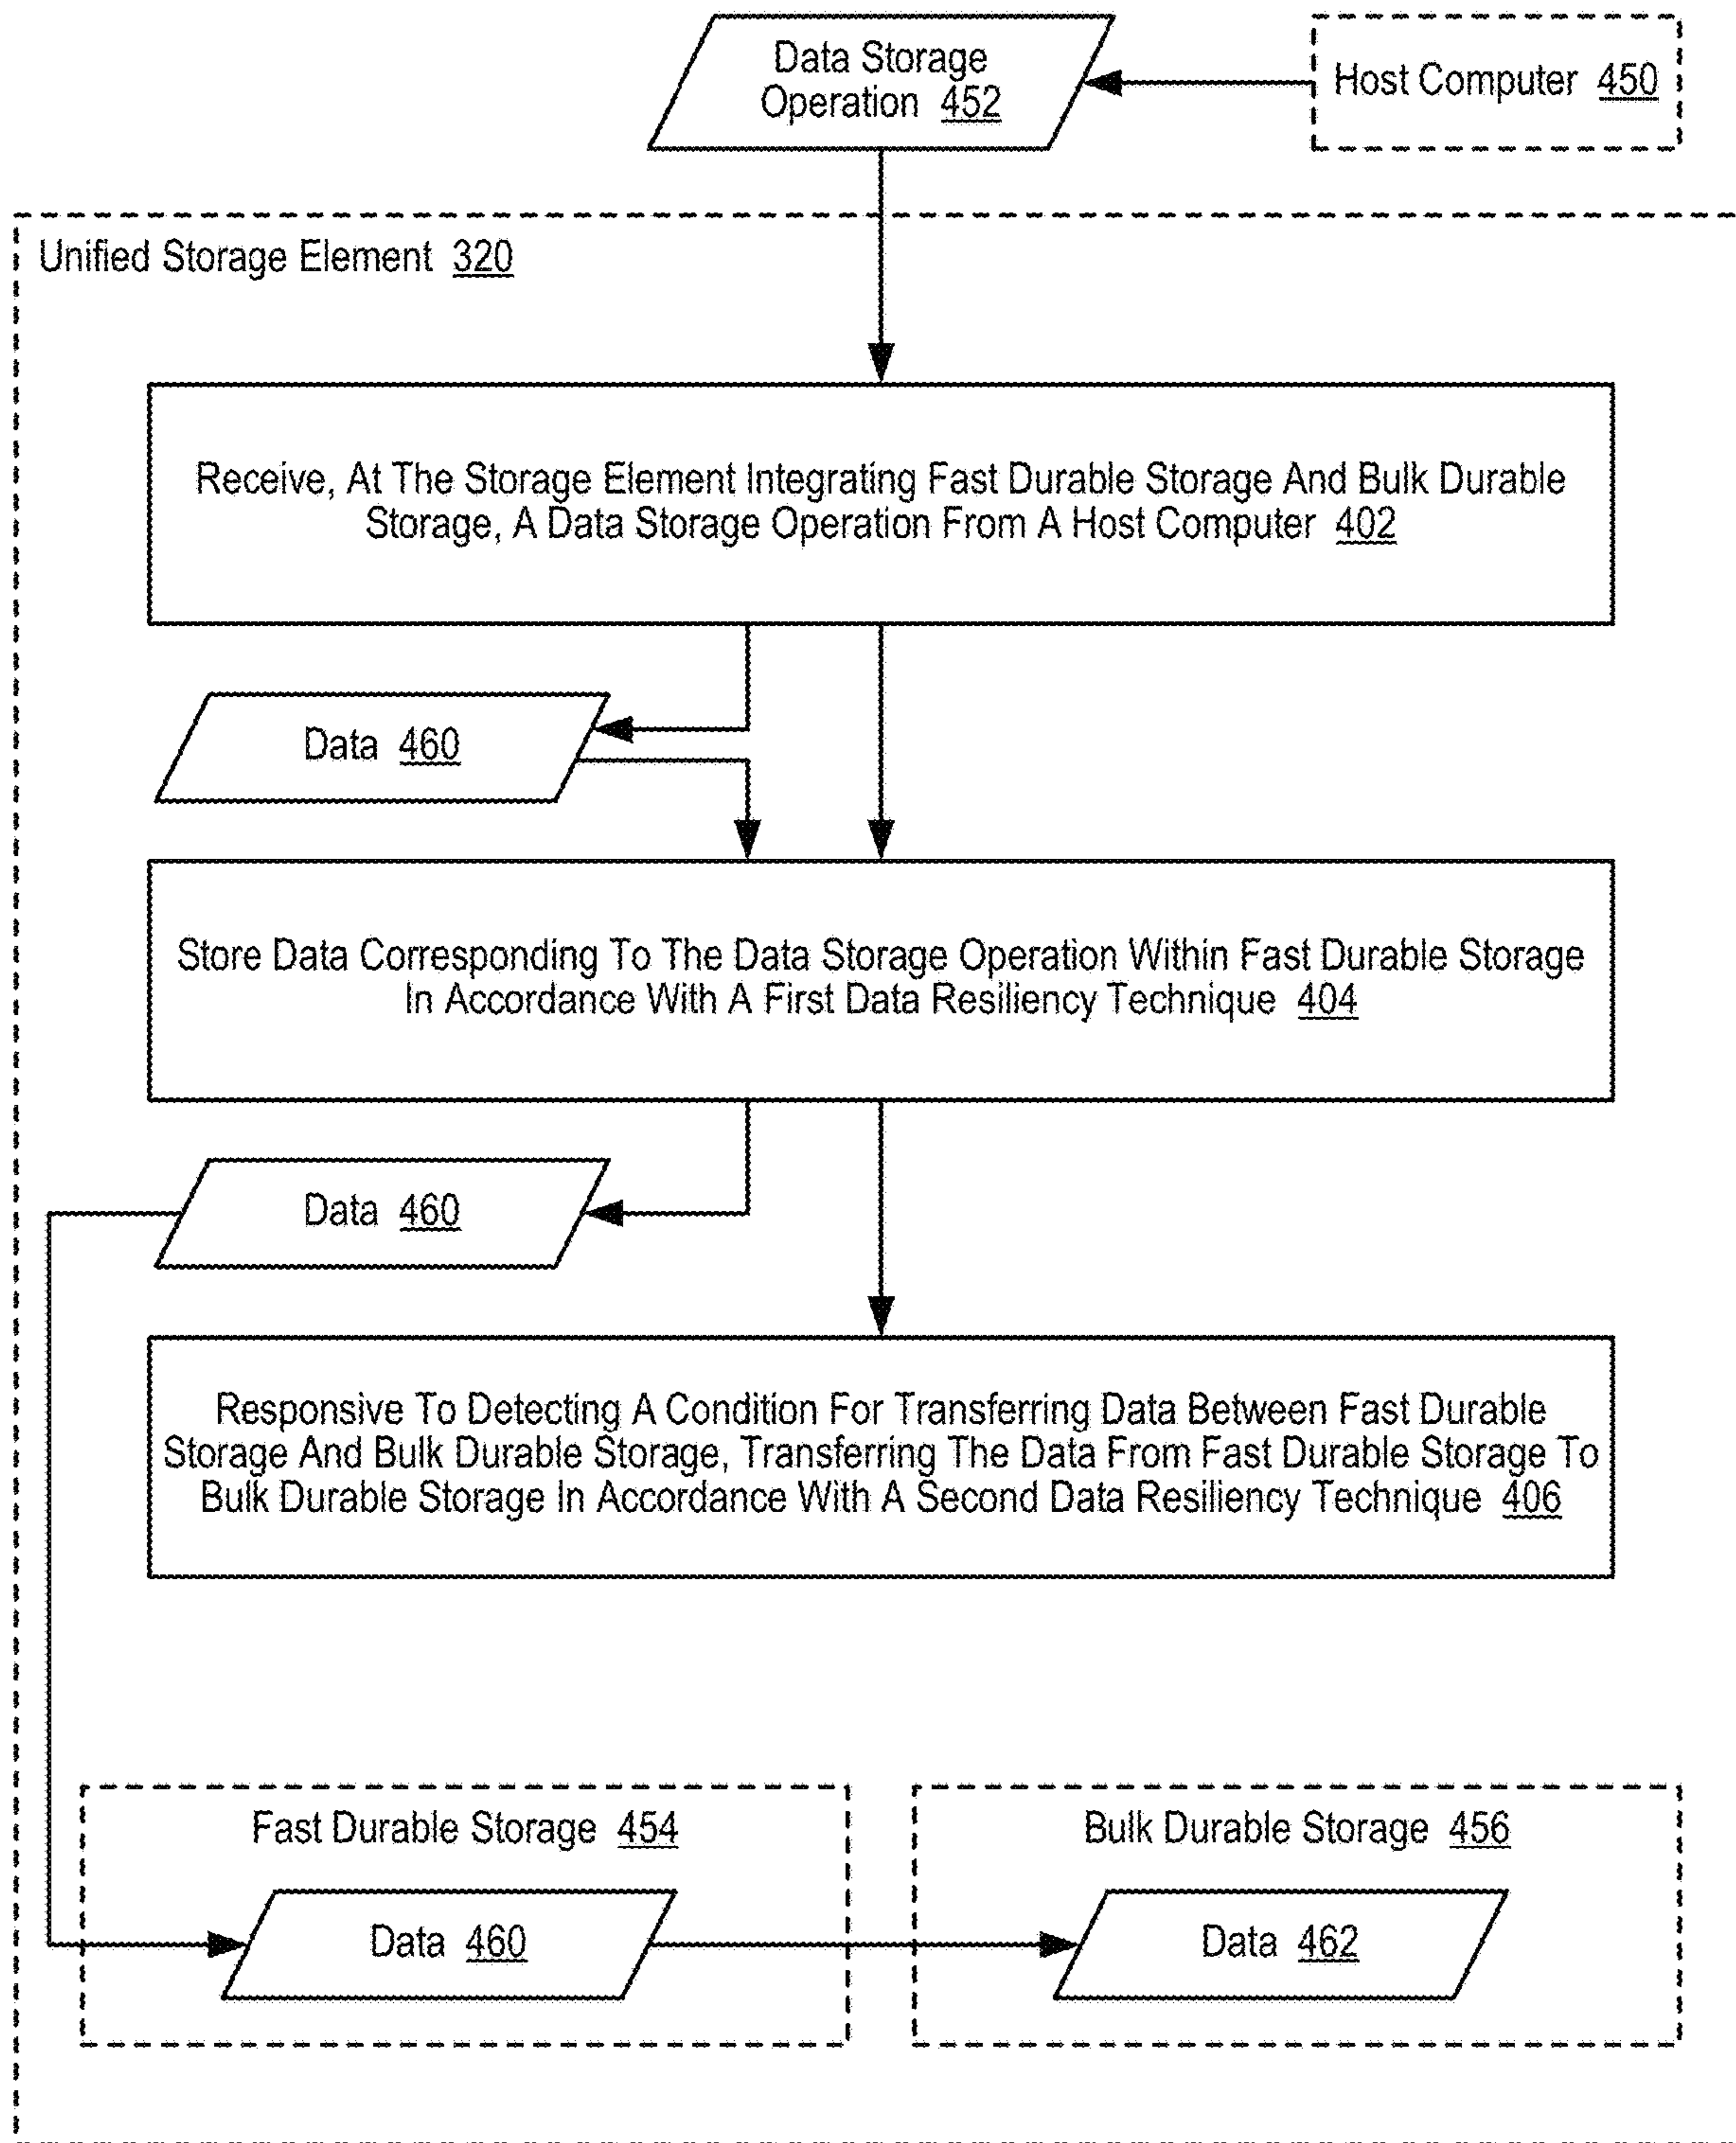 Data Storage
Operation 452
Host Computer 450
Unified Storage Element 320
Receive, At The Storage Element Integrating Fast Durable Storage And Bulk Durable
Storage, A Data Storage Operation From A Host Computer 402
Data 460
Store Data Corresponding To The Data Storage Operation Within Fast Durable Storage
In Accordance With A First Data Resiliency Technique 404
Data 460
Responsive To Detecting A Condition For Transferring Data Between Fast Durable
Storage And Bulk Durable Storage, Transferring The Data From Fast Durable Storage To
Bulk Durable Storage In Accordance With A Second Data Resiliency Technique 406
Fast Durable Storage 454
Data 460
Bulk Durable Storage 456
Data 462